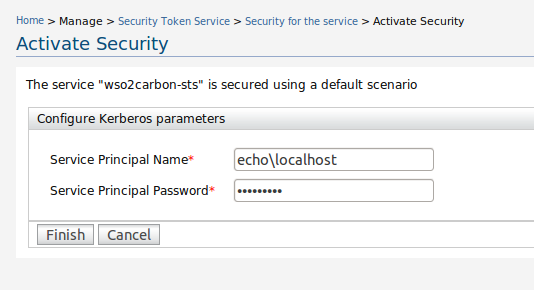 Home > Manage > Security Token Service > Security for the service > Activate Security
Activate Security
The service "wso2carbon-sts" is secured using a default scenario
Configure Kerberos parameters
Service Principal Name* echo\localhost
Service Principal Password* •••••••••
Finish Cancel